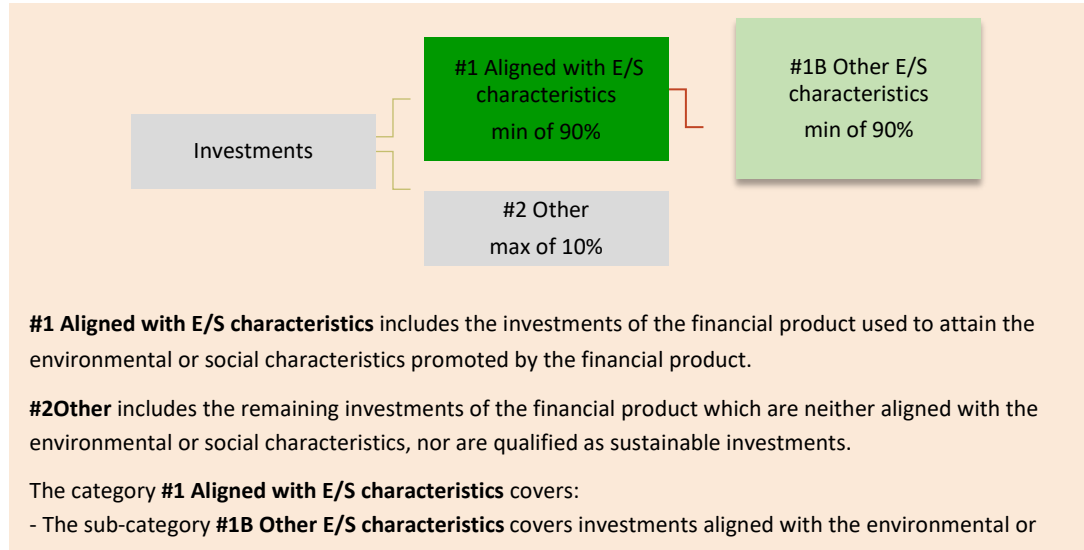 #1 Aligned with E/S
characteristics
min of 90%
#1B Other E/S
characteristics
min of 90%
Investments
#2 Other
max of 10%
#1 Aligned with E/S characteristics includes the investments of the financial product used to attain the
environmental or social characteristics promoted by the financial product.
#2Other includes the remaining investments of the financial product which are neither aligned with the
environmental or social characteristics, nor are qualified as sustainable investments.
The category #1 Aligned with E/S characteristics covers:
- The sub-category #1B Other E/S characteristics covers investments aligned with the environmental or